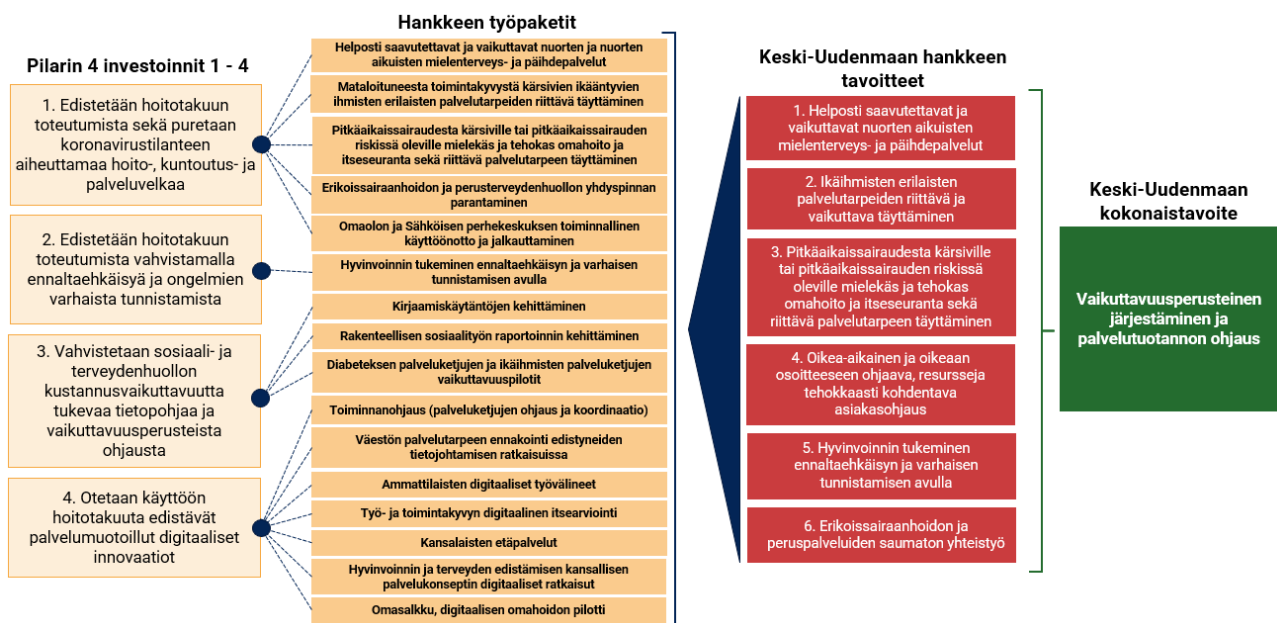 Pilarin 4 investoinnit 1 - 4
1. Edistetään hoitotakuun
toteutumista sekä puretaan
koronavirustilanteen
aiheuttamaa hoito-, kuntoutus- ja
palveluvelkaa
2. Edistetään hoitotakuun
toteutumista vahvistamalla
ennaltaehkäisyä ja ongelmien
varhaista tunnistamista
3. Vahvistetaan sosiaali- ja
terveydenhuollon
kustannusvaikuttavuutta
tukevaa tietopohjaa ja
vaikuttavuusperusteista
ohjausta
4. Otetaan käyttöön
hoitotakuuta edistävät
palvelumuotoillut digitaaliset
innovaatiot
Hankkeen työpaketit
Helposti saavutettavat ja vaikuttavat nuorten ja nuorten
aikuisten mielenterveys- ja päihdepalvelut
Mataloituneesta toimintakyvystä kärsivien ikääntyvien
ihmisten erilaisten palvelutarpeiden riittävä täyttäminen
Pitkäaikaissairaudesta kärsiville tai pitkäaikaissairauden
riskissä oleville mielekäs ja tehokas omahoito ja
itseseuranta sekä riittävä palvelutarpeen täyttäminen
Erikoissairaanhoidon ja perusterveydenhuollon yhdyspinnan
parantaminen
Omaolon ja Sähköisen perhekeskuksen toiminnallinen
käyttöönotto ja jalkauttaminen
Hyvinvoinnin tukeminen ennaltaehkäisyn ja varhaisen
tunnistamisen avulla
Kirjaamiskäytäntöjen kehittäminen
Rakenteellisen sosiaalityön raportoinnin kehittäminen
Diabeteksen palveluketjujen ja ikäihmisten palveluketjujen
vaikuttavuuspilotit
Toiminnanohjaus (palveluketjujen ohjaus ja koordinaatio)
Väestön palvelutarpeen ennakointi edistyneiden
tietojohtamisen ratkaisuissa
Ammattilaisten digitaaliset työvälineet
Työ- ja toimintakyvyn digitaalinen itsearviointi
Kansalaisten etäpalvelut
Hyvinvoinnin ja terveyden edistämisen kansallisen
palvelukonseptin digitaaliset ratkaisut
Omasalkku, digitaalisen omahoidon pilotti
Keski-Uudenmaan hankkeen
tavoitteet
1. Helposti saavutettavat ja
vaikuttavat nuorten aikuisten
mielenterveys- ja päihdepalvelut
2. Ikäihmisten erilaisten
palvelutarpeiden riittävä ja
vaikuttava täyttäminen
3. Pitkäaikaissairaudesta kärsiville
tai pitkäaikaissairauden riskissä
oleville mielekäs ja tehokas
omahoito ja itseseuranta sekä
riittävä palvelutarpeen täyttäminen
4. Oikea-aikainen ja oikeaan
osoitteeseen ohjaava, resursseja
tehokkaasti kohdentava
asiakasohjaus
5. Hyvinvoinnin tukeminen
ennaltaehkäisyn ja varhaisen
tunnistamisen avulla
6. Erikoissairaanhoidon ja
peruspalveluiden saumaton yhteistyö
Keski-Uudenmaan
kokonaistavoite
Vaikuttavuusperusteinen
järjestäminen ja
palvelutuotannon ohjaus